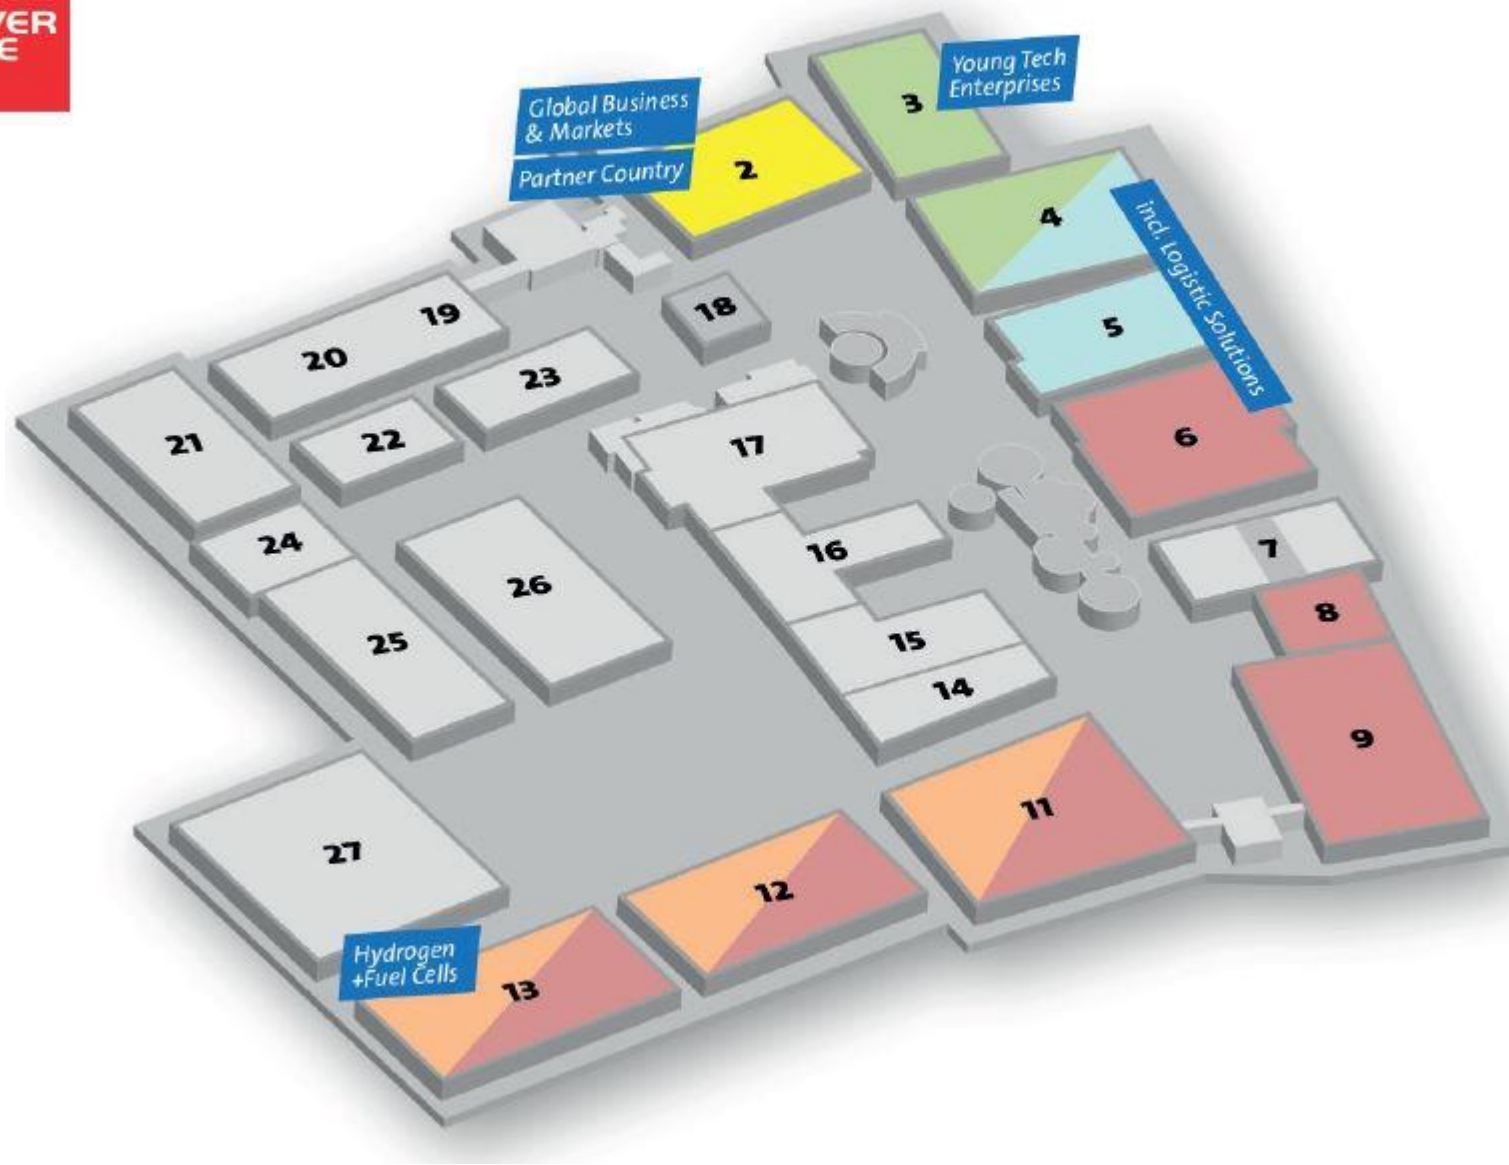 VER
E
Young Tech
Enterprises
3
Global Business
& Markets
Partner Country
2
4
incl. Logistic Solutions
5
6
18
19
20
23
21
22
17
7
24
16
26
8
25
15
14
9
11
27
12
Hydrogen
+Fuel Cells
13